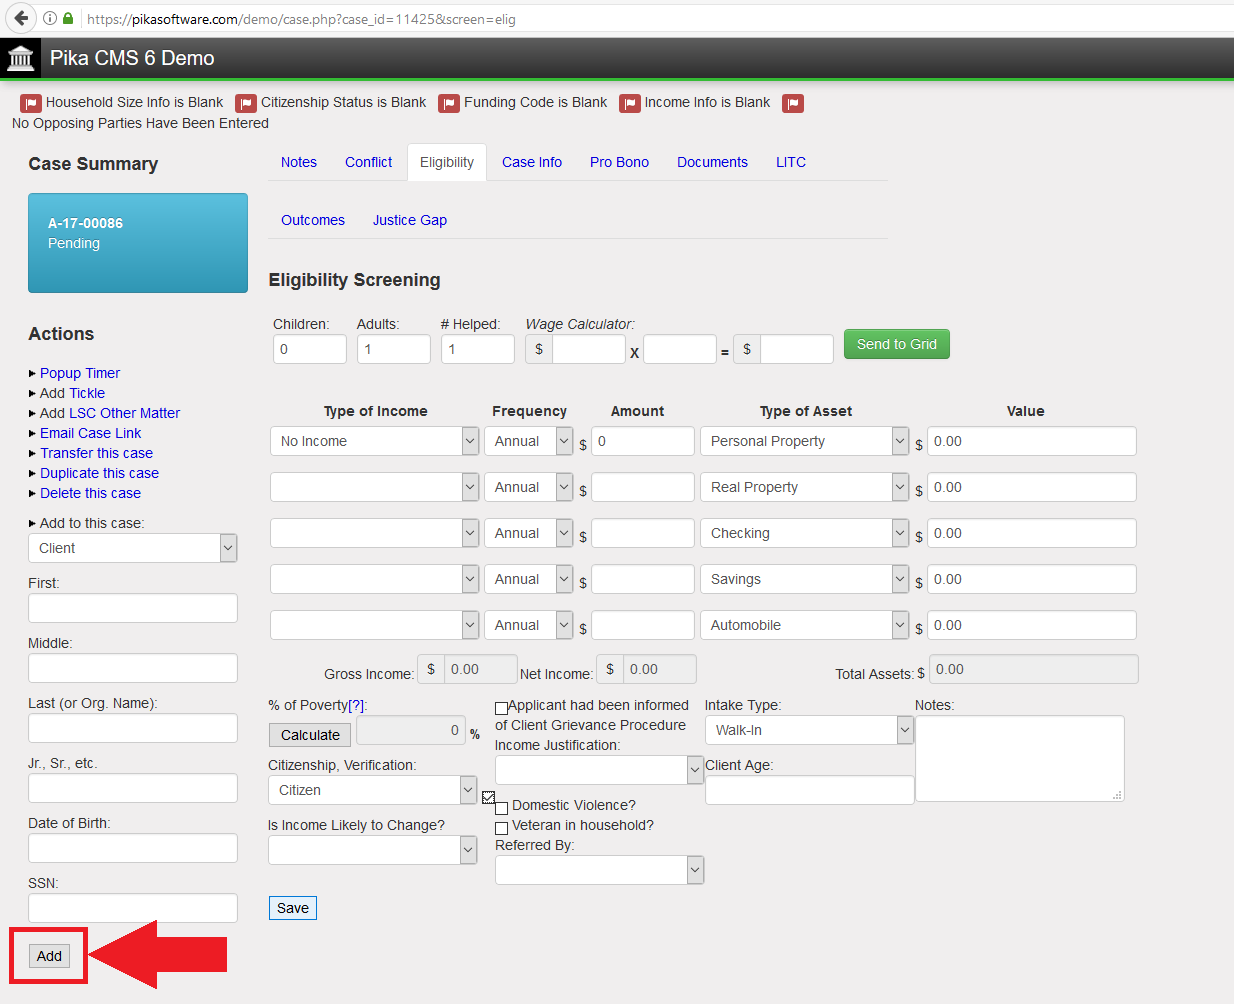 https://pikasoftware.com/demo/case.php?case_id=11425&screen=elig
Pika CMS 6 Demo
Household Size Info is Blank Citizenship Status is Blank Funding Code is Blank Income Info is Blank
No Opposing Parties Have Been Entered
Case Summary
A-17-00086
Pending
Actions
Popup Timer
Add Tickle
Add LSC Other Matter
Email Case Link
Transfer this case
Duplicate this case
Delete this case
Add to this case:
Client
First:
Middle:
Last (or Org. Name):
Jr., Sr., etc.
Date of Birth:
SSN:
Add
Notes Conflict Eligibility Case Info Pro Bono Documents LITC
Outcomes Justice Gap
Eligibility Screening
Children: Adults: # Helped: Wage Calculator:
0 1 1 $ X = $ Send to Grid
Type of Income Frequency Amount Type of Asset Value
No Income Annual $ 0 Personal Property $ 0.00
Annual $ Real Property $ 0.00
Annual $ Checking $ 0.00
Annual $ Savings $ 0.00
Annual $ Automobile $ 0.00
Gross Income: $ 0.00 Net Income: $ 0.00 Total Assets: $ 0.00
% of Poverty[?]:
Calculate 0 %
Citizenship, Verification:
Citizen
Is Income Likely to Change?
Save
Applicant had been informed
of Client Grievance Procedure
Income Justification:
Domestic Violence?
Veteran in household?
Referred By:
Intake Type:
Walk-In
Client Age:
Notes: